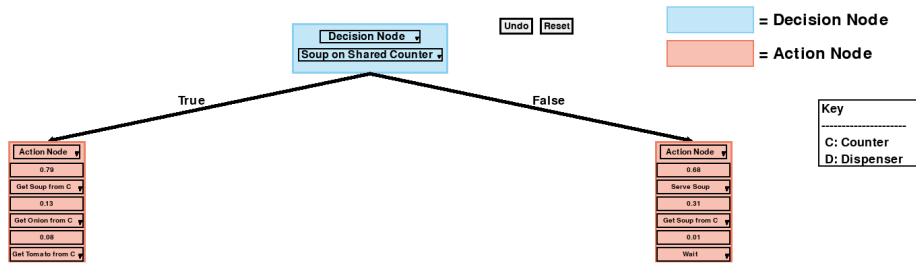 Decision Node
Soup on Shared Counter
Undo
Reset
= Decision Node
= Action Node
True
False
Key
----------------------
C: Counter
D: Dispenser
Action Node
0.79
Get Soup from C
0.13
Get Onion from C
0.08
Get Tomato from C
Action Node
0.68
Serve Soup
0.31
Get Soup from C
0.01
Wait